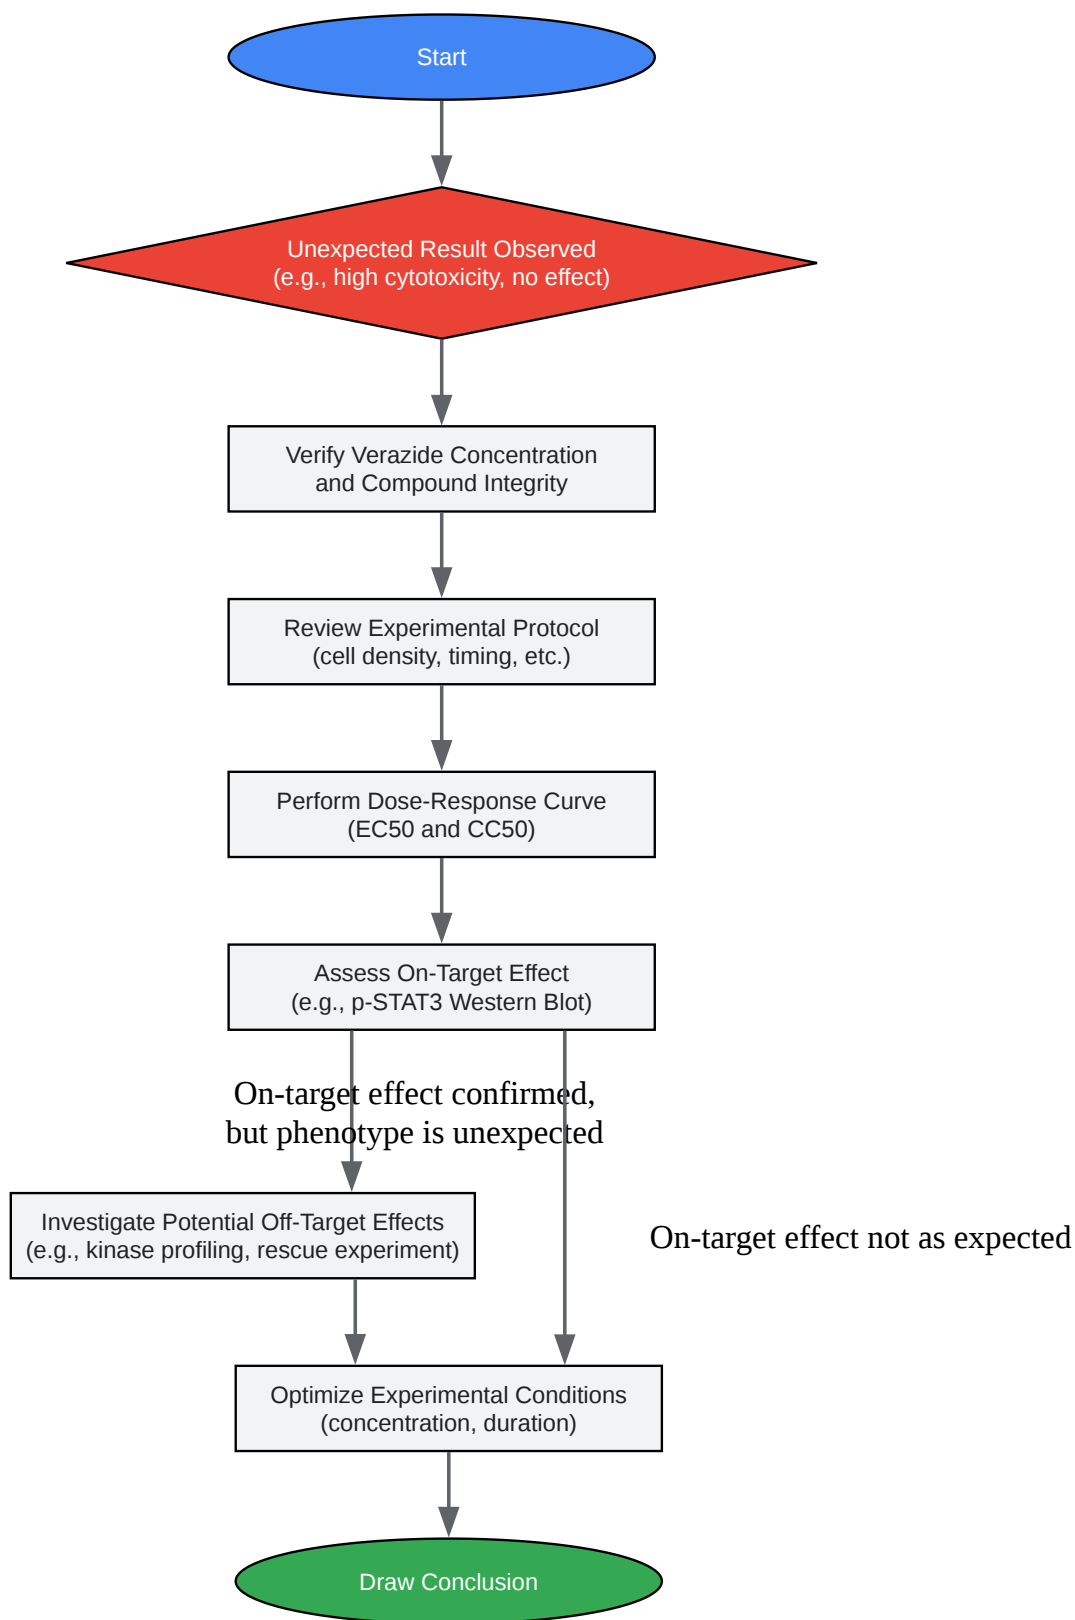 Start
Unexpected Result Observed
(e.g., high cytotoxicity, no effect)
Verify Verazide Concentration
and Compound Integrity
Review Experimental Protocol
(cell density, timing, etc.)
Perform Dose-Response Curve
(EC50 and CC50)
Assess On-Target Effect
(e.g., p-STAT3 Western Blot)
On-target effect confirmed,
but phenotype is unexpected
Investigate Potential Off-Target Effects
(e.g., kinase profiling, rescue experiment)
On-target effect not as expected
Optimize Experimental Conditions
(concentration, duration)
Draw Conclusion